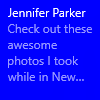 Jennifer Parker
Check out these
awesome
photos I took
while in New...